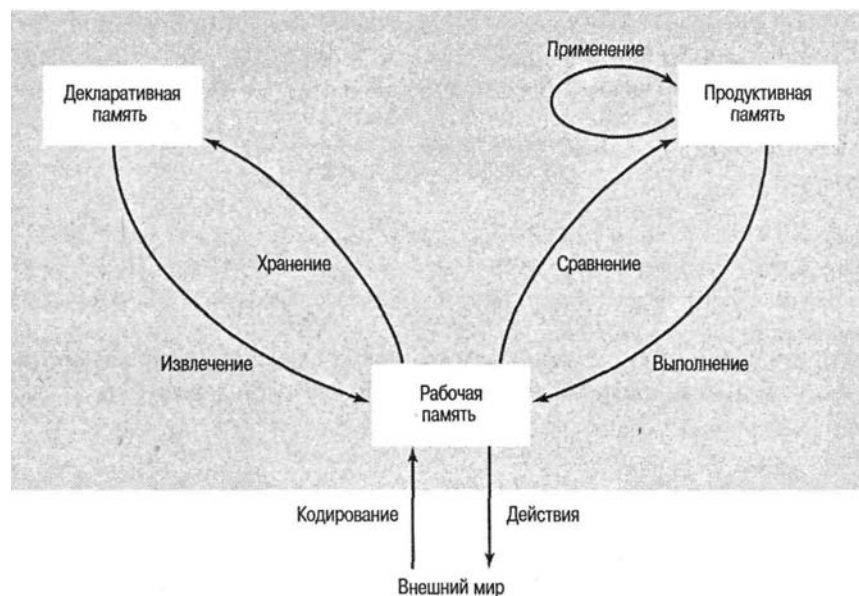 Применение
Декларативная
память
Продуктивная
память
Хранение
Сравнение
Извлечение
Выполнение
Рабочая
память
Кодирование
Действия
Внешний мир